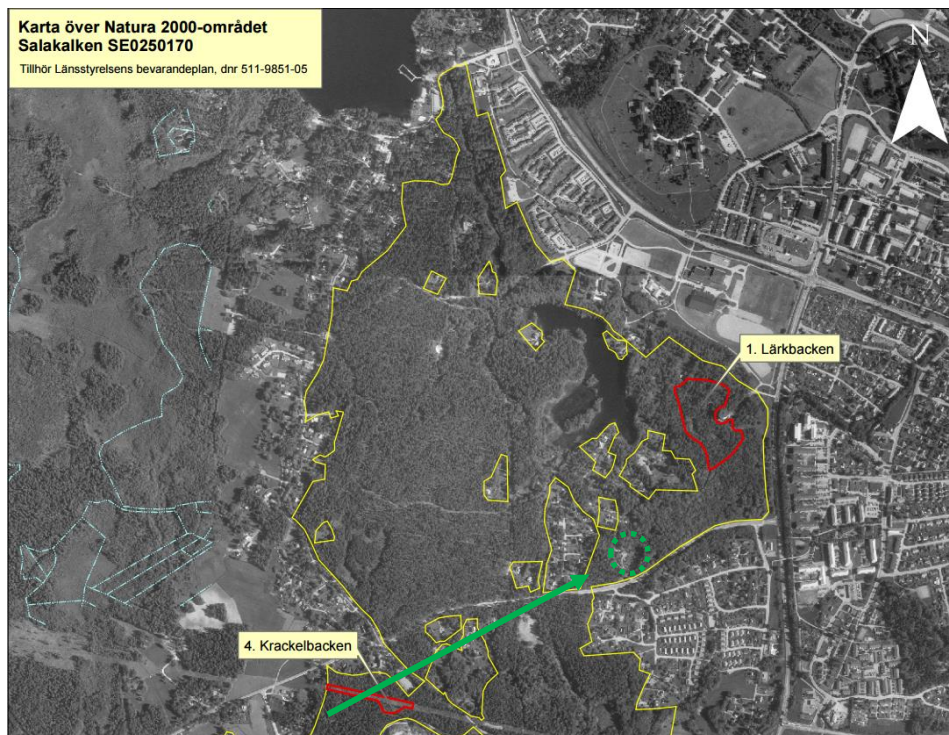 Karta över Natura 2000-området
Salakalken SE0250170
Tillhör Länsstyrelsens bevarandeplan, dnr 511-9851-05
N
1. Lärkbacken
4. Krackelbacken